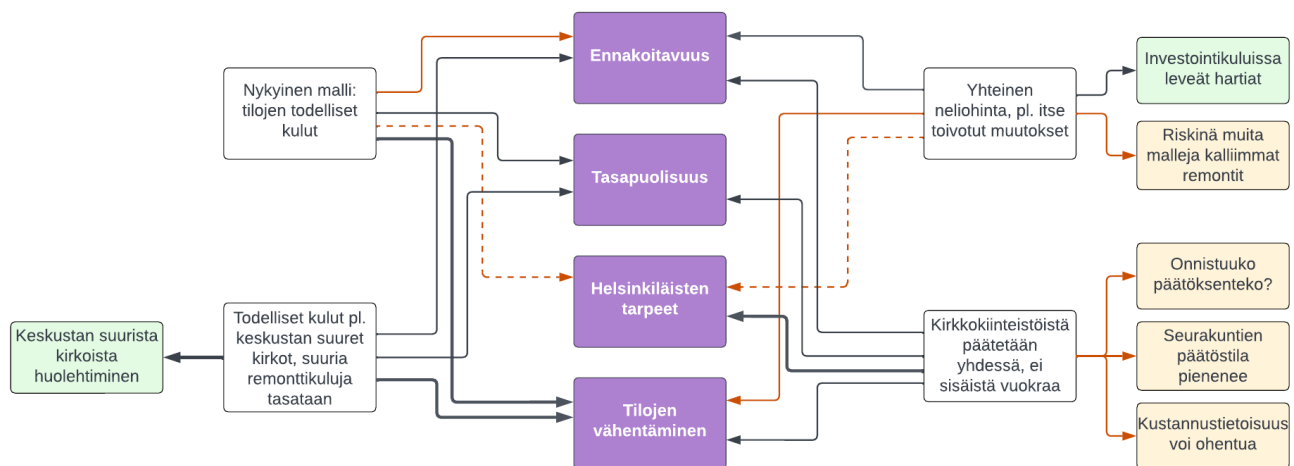 Ennakoitavuus
Nykyinen malli:
tilojen todelliset
kulut
Yhteinen
neliohinta, pl. itse
toivotut muutokset
Investointikuluissa
leveät hartiat
Riskinä muita
malleja kalliimmat
remontit
Tasapuolisuus
Helsinkiläisten
tarpeet
Onnistuuko
päätöksenteko?
Keskustan suurista
kirkoista
huolehtiminen
Todelliset kulut pl.
keskustan suuret
kirkot, suuria
remonttikuluja
tasataan
Kirkkokiinteistöistä
päätetään
yhdessä, ei
sisäistä vuokraa
Seurakuntien
päätöstila
pienenee
Tilojen
vähentäminen
Kustannustietoisuus
voi ohentua